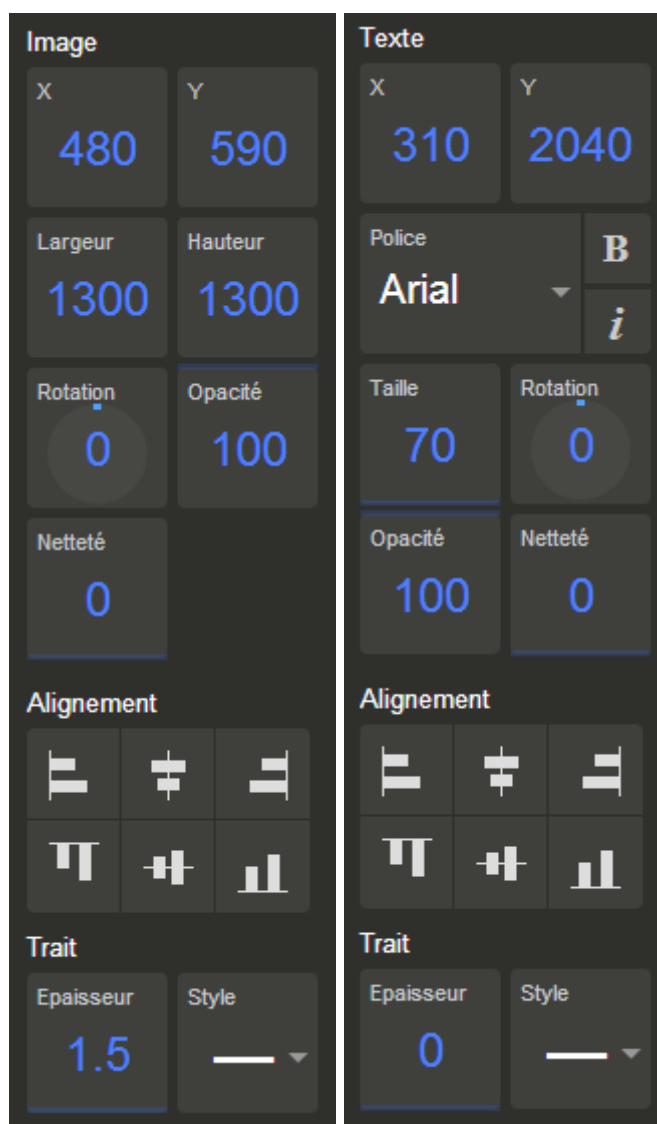 Image
X Y
480 590
Largeur Hauteur
1300 1300
Rotation Opacité
0 100
Netteté
0
Alignement
Trait
Epaisseur Style
1.5
Texte
X Y
310 2040
Police
Arial
B
i
Taille Rotation
70 0
Opacité Netteté
100 0
Alignement
Trait
Epaisseur Style
0